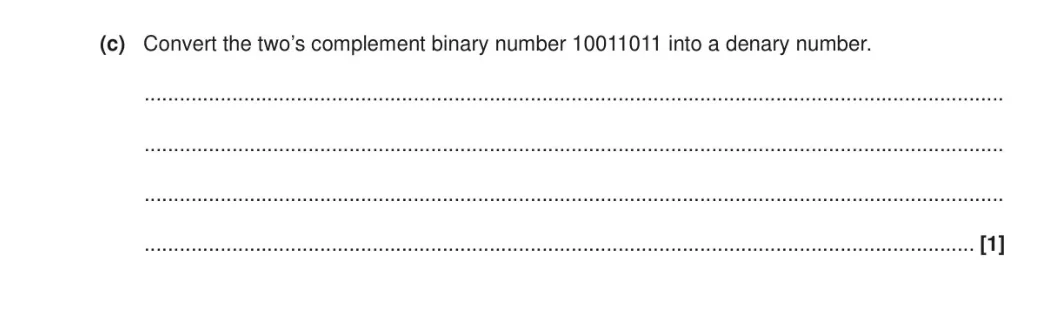 (c) Convert the two's complement binary number 10011011 into a denary number.
[1]